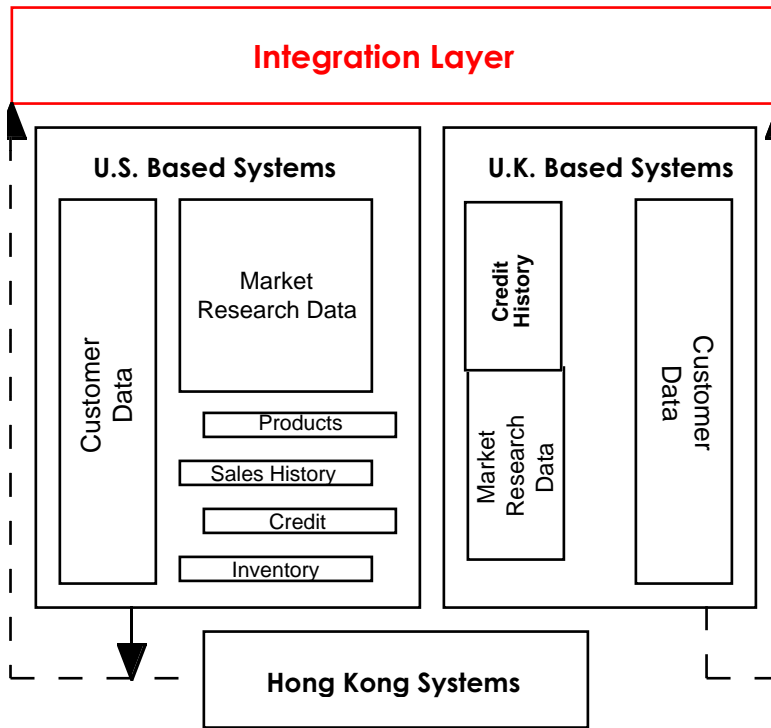 Integration Layer
U.S. Based Systems
Customer
Data
Market
Research Data
Products
Sales History
Credit
Inventory
U.K. Based Systems
Credit
History
Market
Research
Data
Customer
Data
Hong Kong Systems